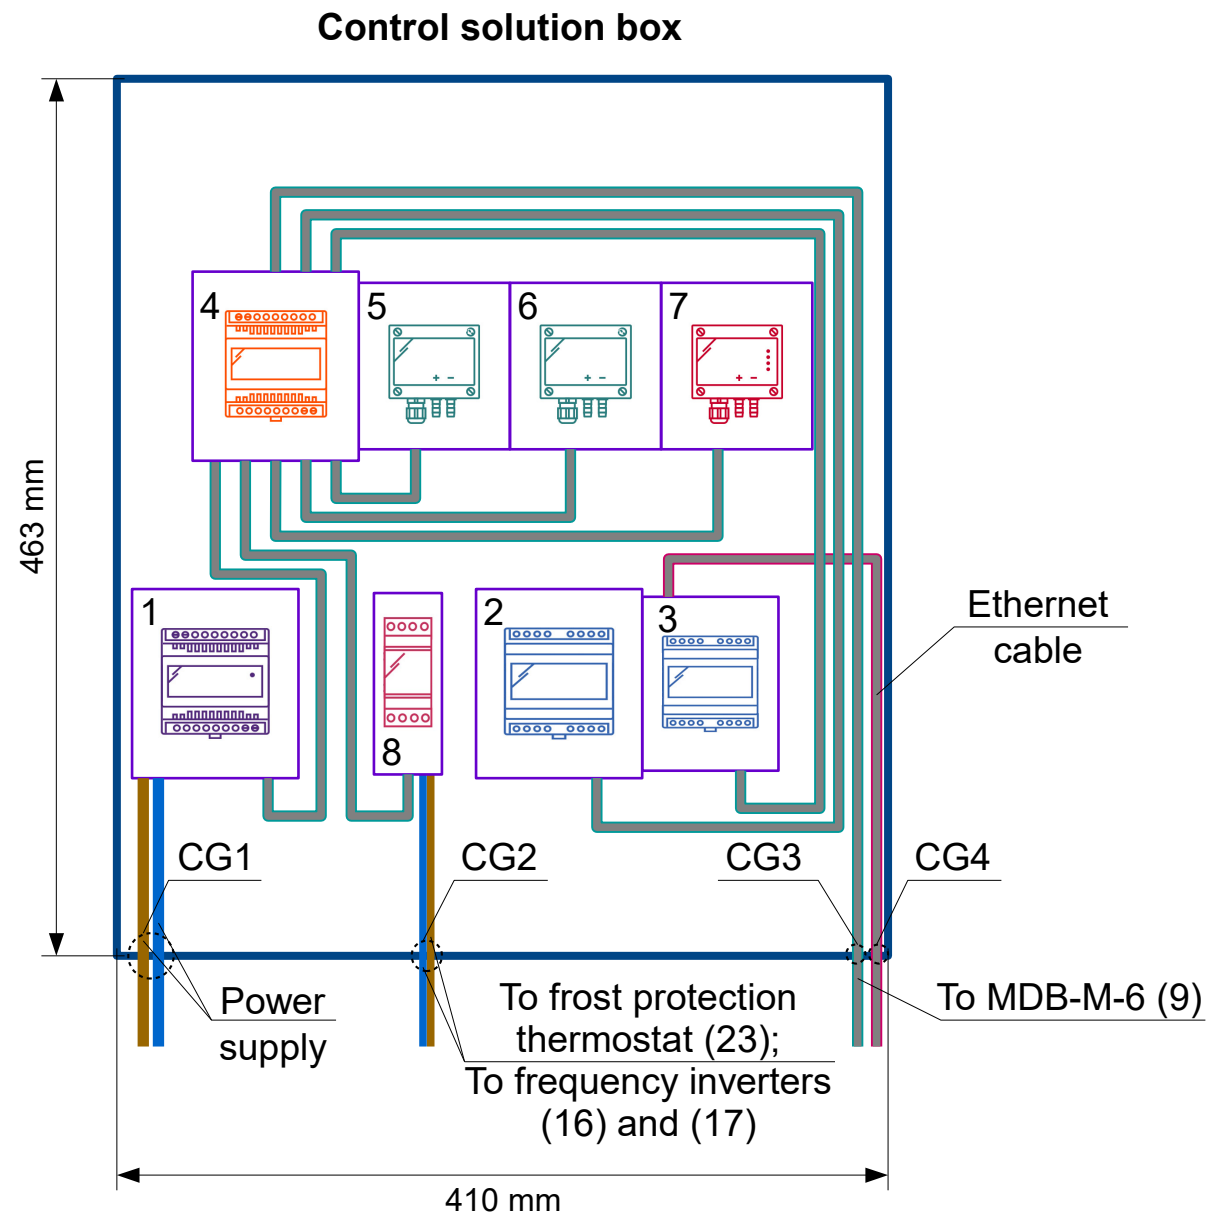 Control solution box
4
5
6
7
463 mm
1
8
2
3
Ethernet
cable
CG1
CG2
CG3
CG4
Power
supply
To frost protection
thermostat (23);
To frequency inverters
(16) and (17)
To MDB-M-6 (9)
410 mm